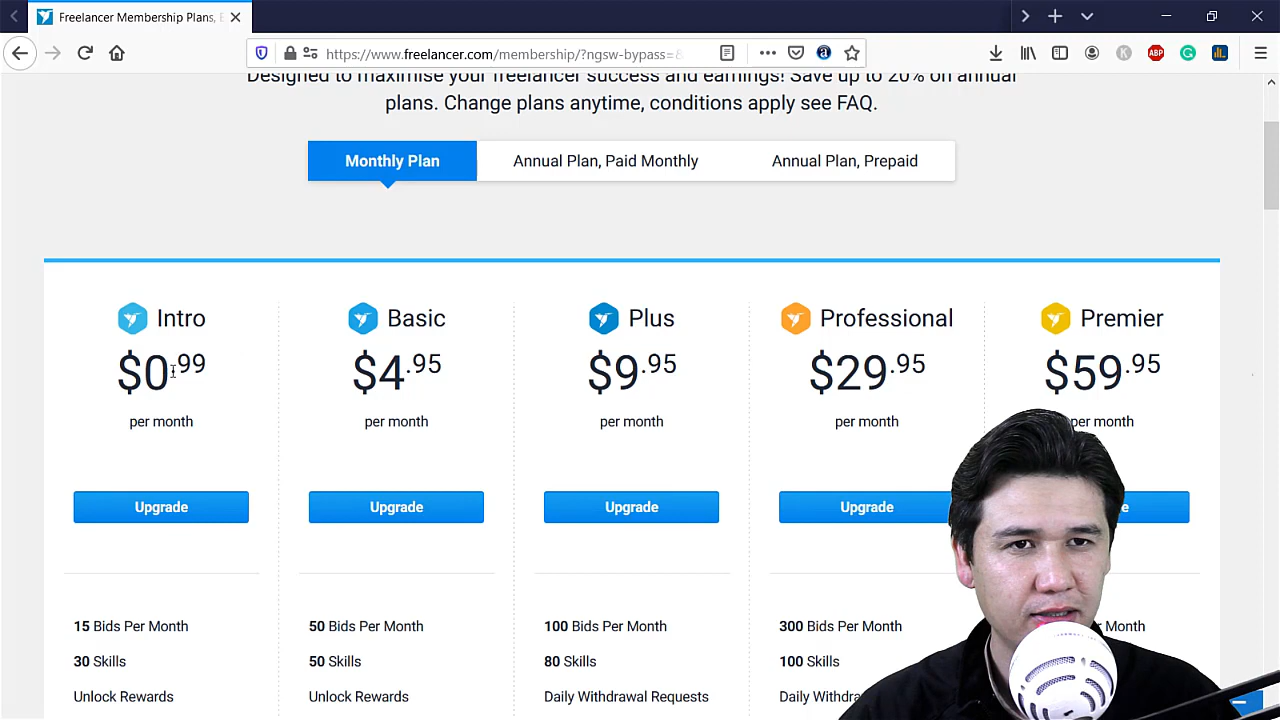 Freelancer Membership Plans, E
https://www.freelancer.com/membership/?ngsw-bypass=&
Designed to maximise your freelancer success and earnings! Save up to 20% on annual
plans. Change plans anytime, conditions apply see FAQ.
Monthly Plan
Annual Plan, Paid Monthly
Annual Plan, Prepaid
Intro
Basic
Plus
Professional
Premier
$0.99
$4.95
$9.95
$29.95
$59.95
per month
per month
per month
per month
per month
Upgrade
Upgrade
Upgrade
Upgrade
15 Bids Per Month
50 Bids Per Month
100 Bids Per Month
300 Bids Per Month
Month
30 Skills
50 Skills
80 Skills
100 Skills
Unlock Rewards
Unlock Rewards
Daily Withdrawal Requests
Daily
ABP